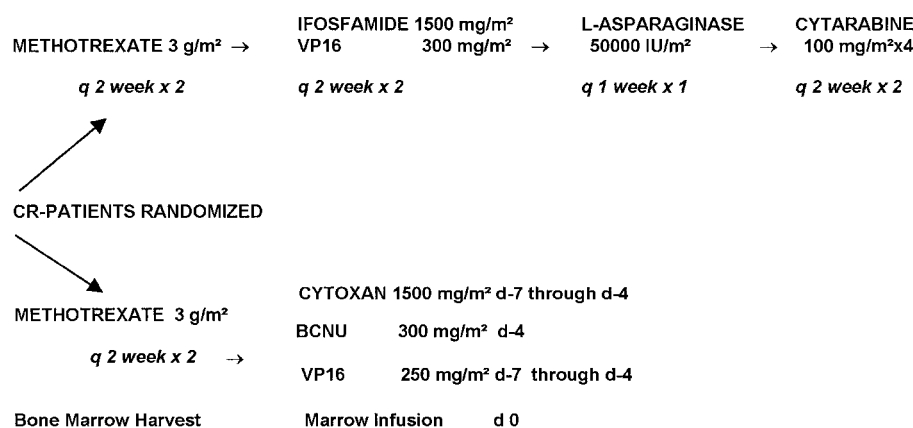 IFOSFAMIDE 1500 mg/m² L-ASPARAGINASE CYTARABINE
METHOTREXATE 3 g/m² → VP16 300 mg/m² → 50000 IU/m² → 100 mg/m²x4
q 2 week x 2 q 2 week x 2 q 1 week x 1 q 2 week x 2
CR-PATIENTS RANDOMIZED
CYTOXAN 1500 mg/m² d-7 through d-4
METHOTREXATE 3 g/m²
BCNU 300 mg/m² d-4
q 2 week x 2 →
VP16 250 mg/m² d-7 through d-4
Bone Marrow Harvest Marrow Infusion d 0